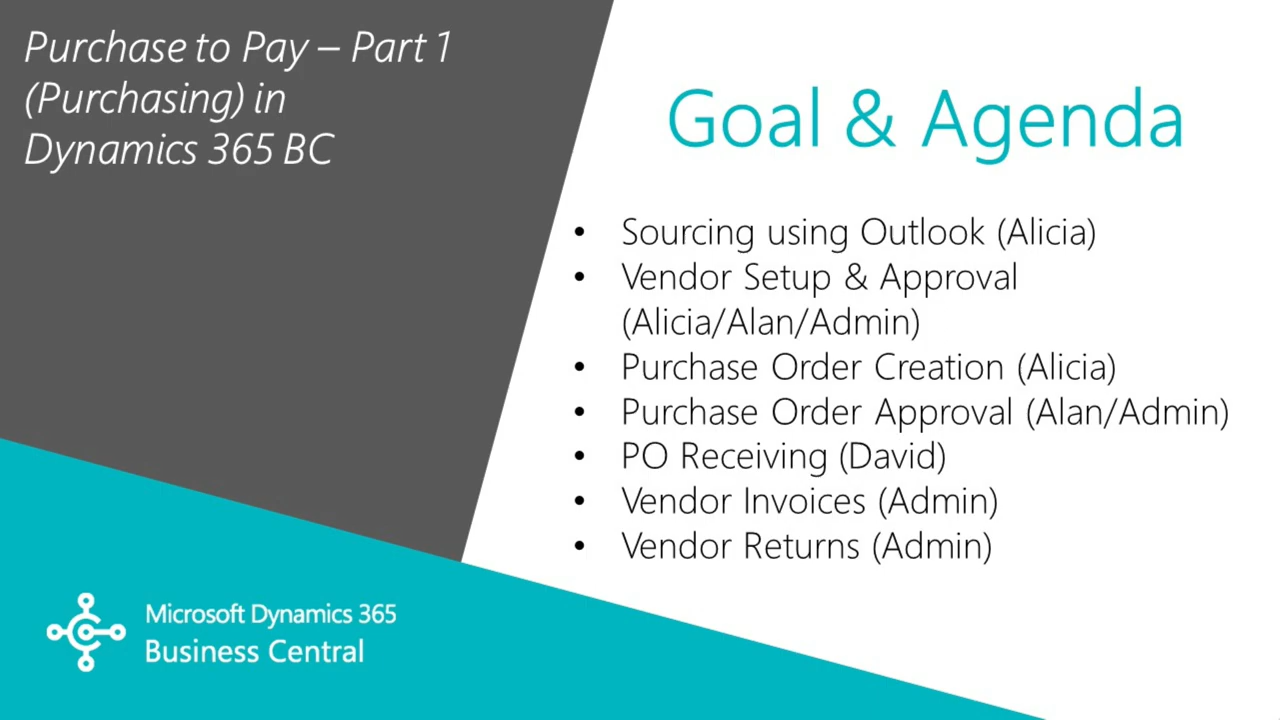 Purchase to Pay – Part 1
(Purchasing) in
Dynamics 365 BC
Goal & Agenda
• Sourcing using Outlook (Alicia)
• Vendor Setup & Approval
(Alicia/Alan/Admin)
• Purchase Order Creation (Alicia)
• Purchase Order Approval (Alan/Admin)
• PO Receiving (David)
• Vendor Invoices (Admin)
• Vendor Returns (Admin)
Microsoft Dynamics 365
Business Central